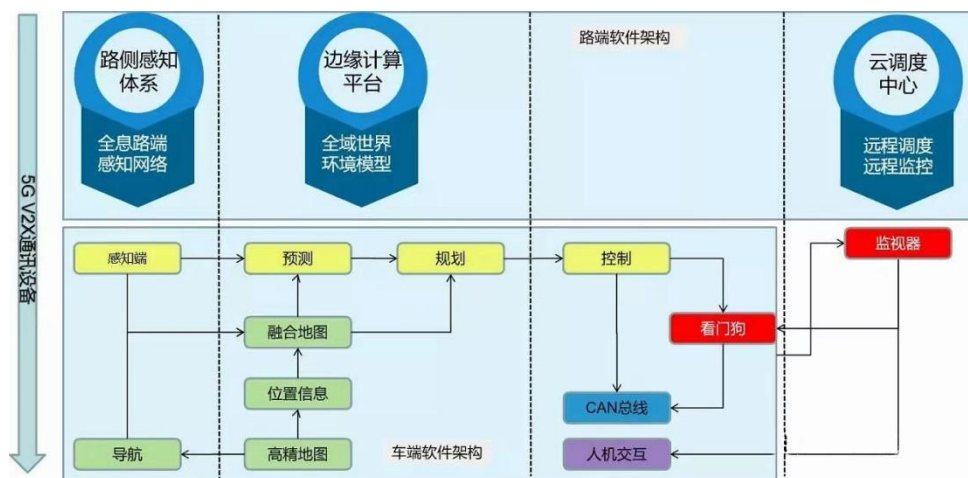 路侧感知
体系
全息路端
感知网络
边缘计算
平台
全域世界
环境模型
路端软件架构
云调度
中心
远程调度
远程监控
5G V2X通讯设备
感知端
预测
规划
控制
监视器
融合地图
看门狗
位置信息
CAN总线
导航
高精地图
车端软件架构
人机交互